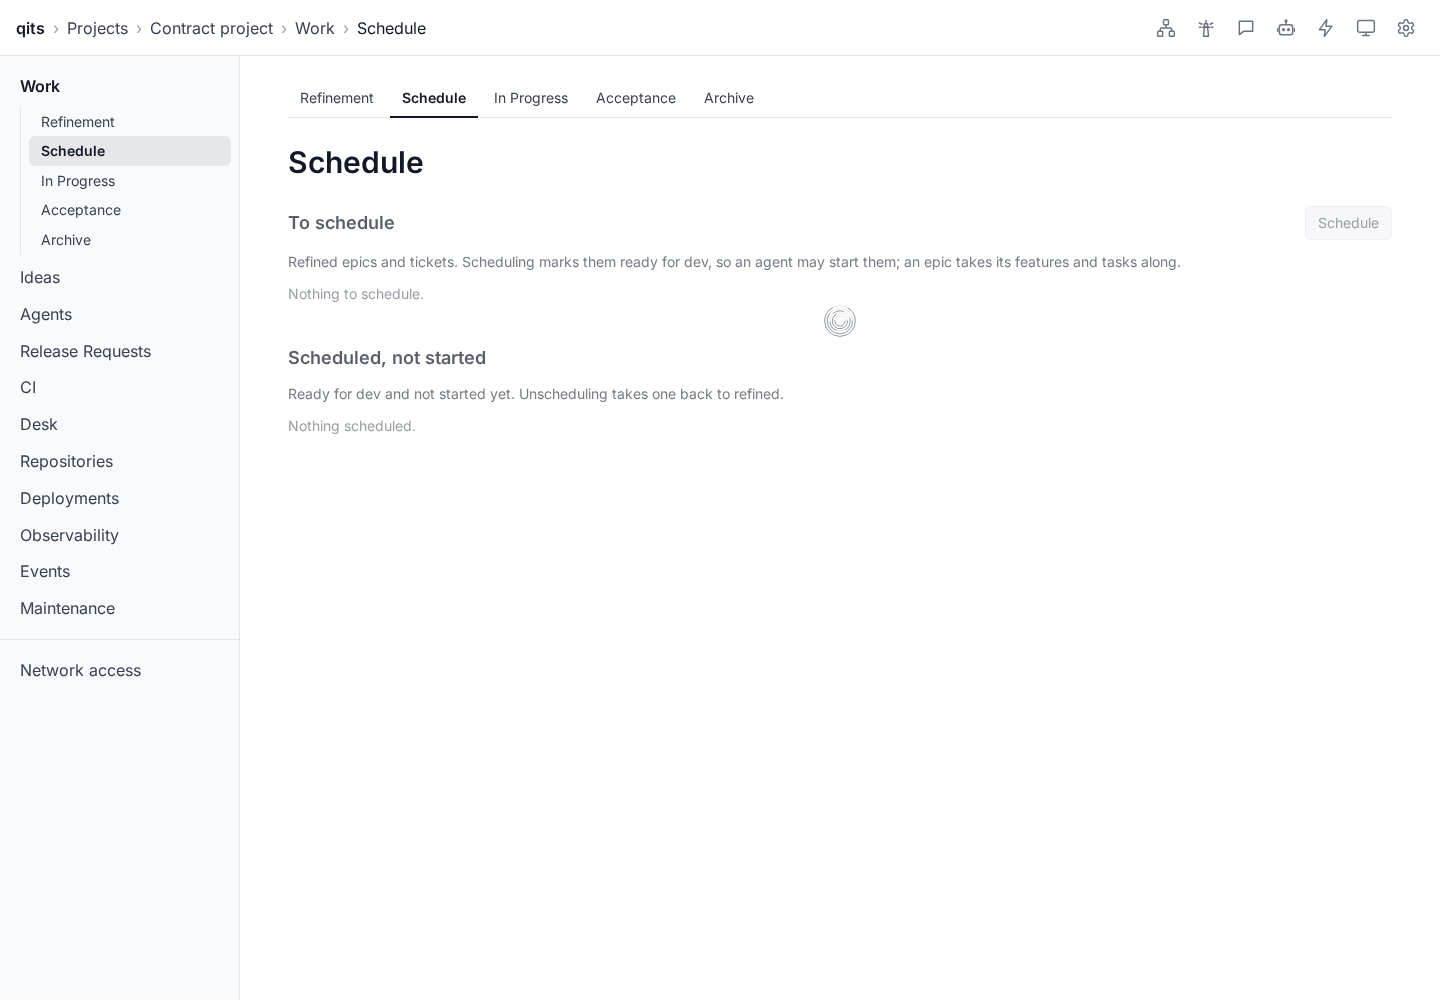 qits › Projects › Contract project › Work › Schedule
Work
Refinement
Schedule
In Progress
Acceptance
Archive
Ideas
Agents
Release Requests
CI
Desk
Repositories
Deployments
Observability
Events
Maintenance
Network access
Refinement Schedule In Progress Acceptance Archive
Schedule
To schedule Schedule
Refined epics and tickets. Scheduling marks them ready for dev, so an agent may start them; an epic takes its features and tasks along.
Nothing to schedule.
Scheduled, not started
Ready for dev and not started yet. Unscheduling takes one back to refined.
Nothing scheduled.